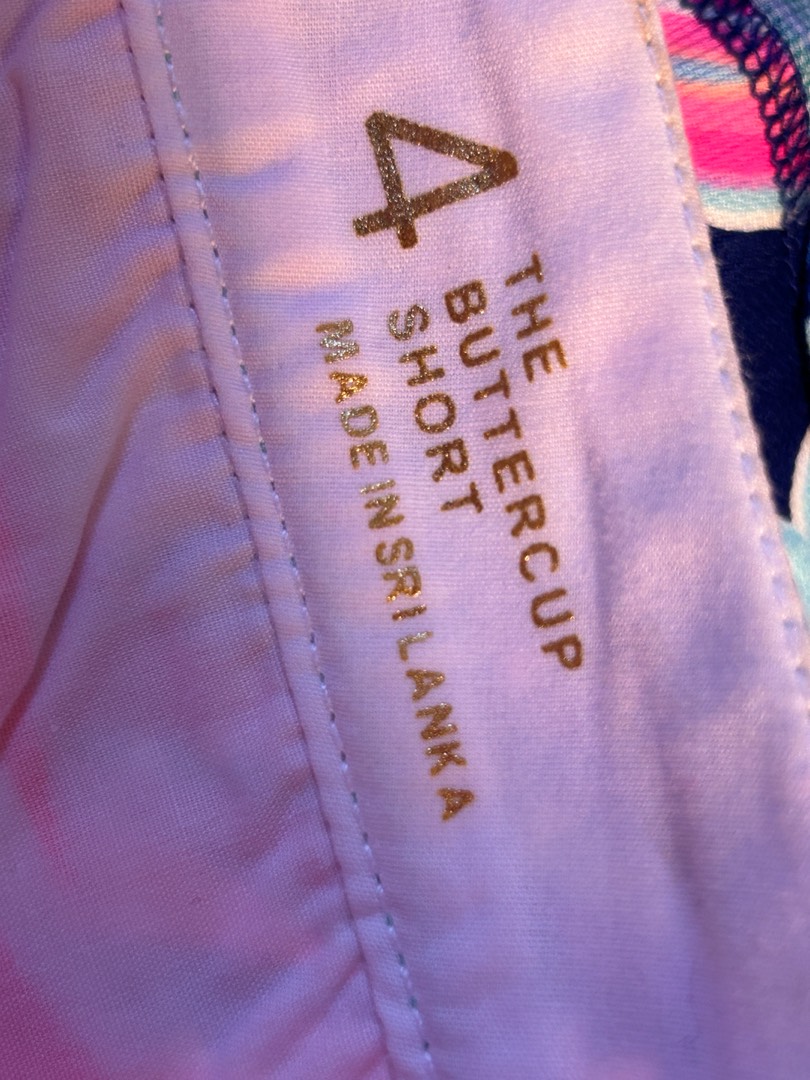 4
THE
BUTTERCUP
SHORT
MADE IN SRI LANKA